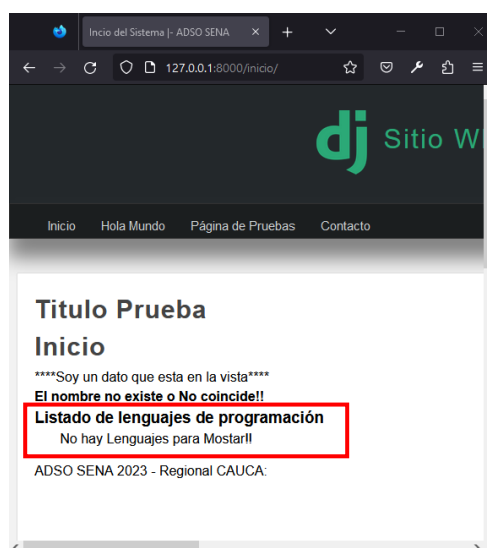 Incio del Sistema |- ADSO SENA
127.0.0.1:8000/inicio/
dj Sitio W
Inicio Hola Mundo Página de Pruebas Contacto
Titulo Prueba
Inicio
****Soy un dato que esta en la vista****
El nombre no existe o No coincide!!
Listado de lenguajes de programación
No hay Lenguajes para Mostar!!
ADSO SENA 2023 - Regional CAUCA: